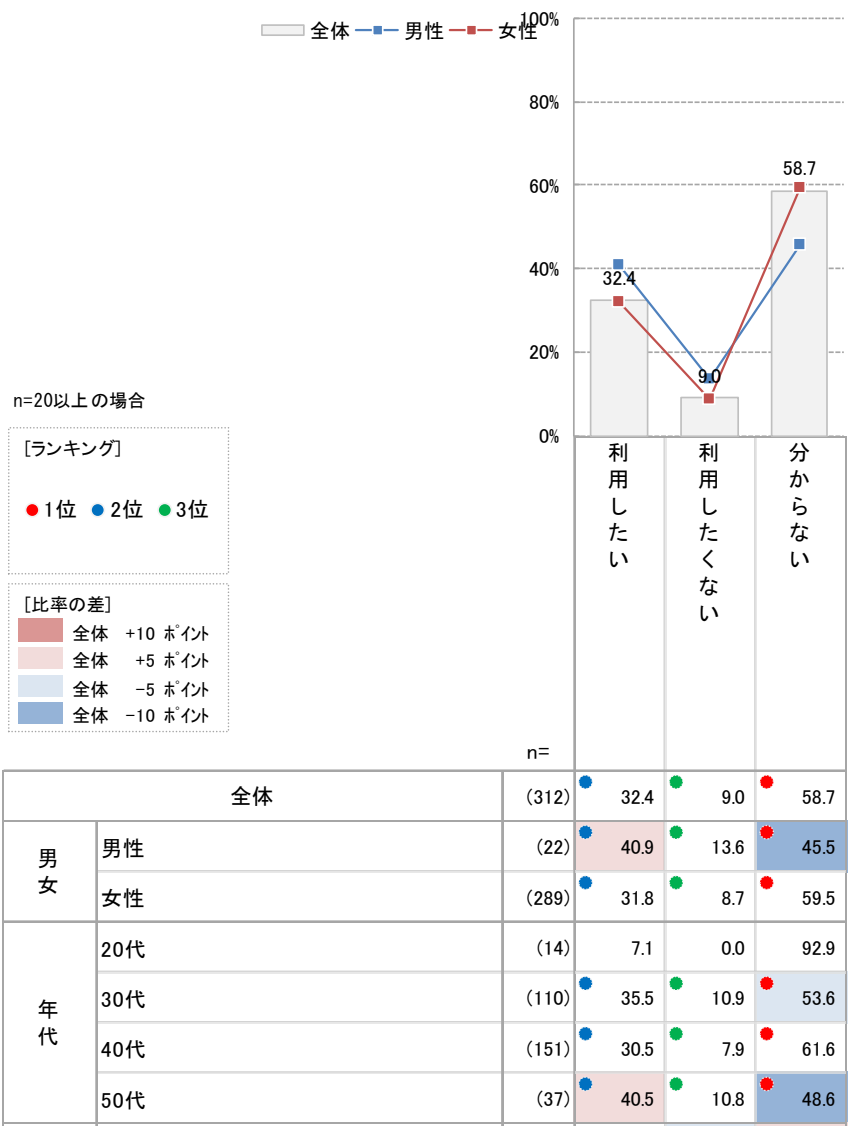 全体 男性 女性
100%
80%
60%
40%
20%
0%
32.4
9.0
58.7
n=20以上の場合
[ランキング]
1位 2位 3位
[比率の差]
全体 +10 ポイント
全体 +5 ポイント
全体 -5 ポイント
全体 -10 ポイント
利用したい
利用したくない
分からない
n=
全体 (312) 32.4 9.0 58.7
男女
男性 (22) 40.9 13.6 45.5
女性 (289) 31.8 8.7 59.5
年代
20代 (14) 7.1 0.0 92.9
30代 (110) 35.5 10.9 53.6
40代 (151) 30.5 7.9 61.6
50代 (37) 40.5 10.8 48.6